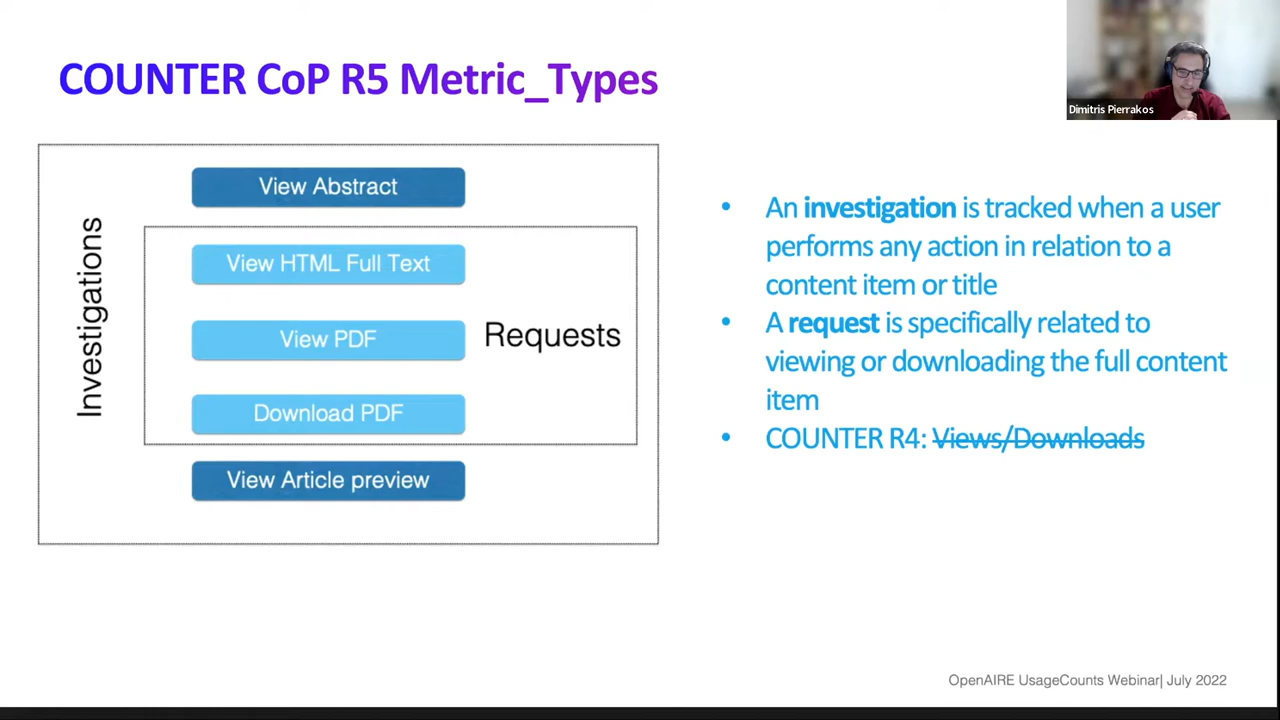 COUNTER CoP R5 Metric_Types
Dimitris Pierrakos
Investigations
View Abstract
View HTML Full Text
View PDF
Download PDF
Requests
View Article preview
• An investigation is tracked when a user
performs any action in relation to a
content item or title
• A request is specifically related to
viewing or downloading the full content
item
• COUNTER R4: Views/Downloads
OpenAIRE UsageCounts Webinar| July 2022